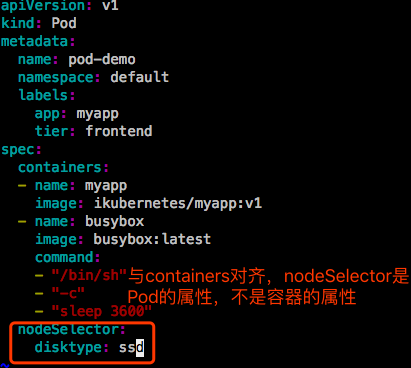 apiVersion: v1
kind: Pod
metadata:
  name: pod-demo
  namespace: default
  labels:
    app: myapp
    tier: frontend
spec:
  containers:
  - name: myapp
    image: ikubernetes/myapp:v1
  - name: busybox
    image: busybox:latest
    command:
    - "/bin/sh"与containers对齐，nodeSelector是
    - "-c" Pod的属性，不是容器的属性
    - "sleep 3600"
  nodeSelector:
    disktype: ssd
~